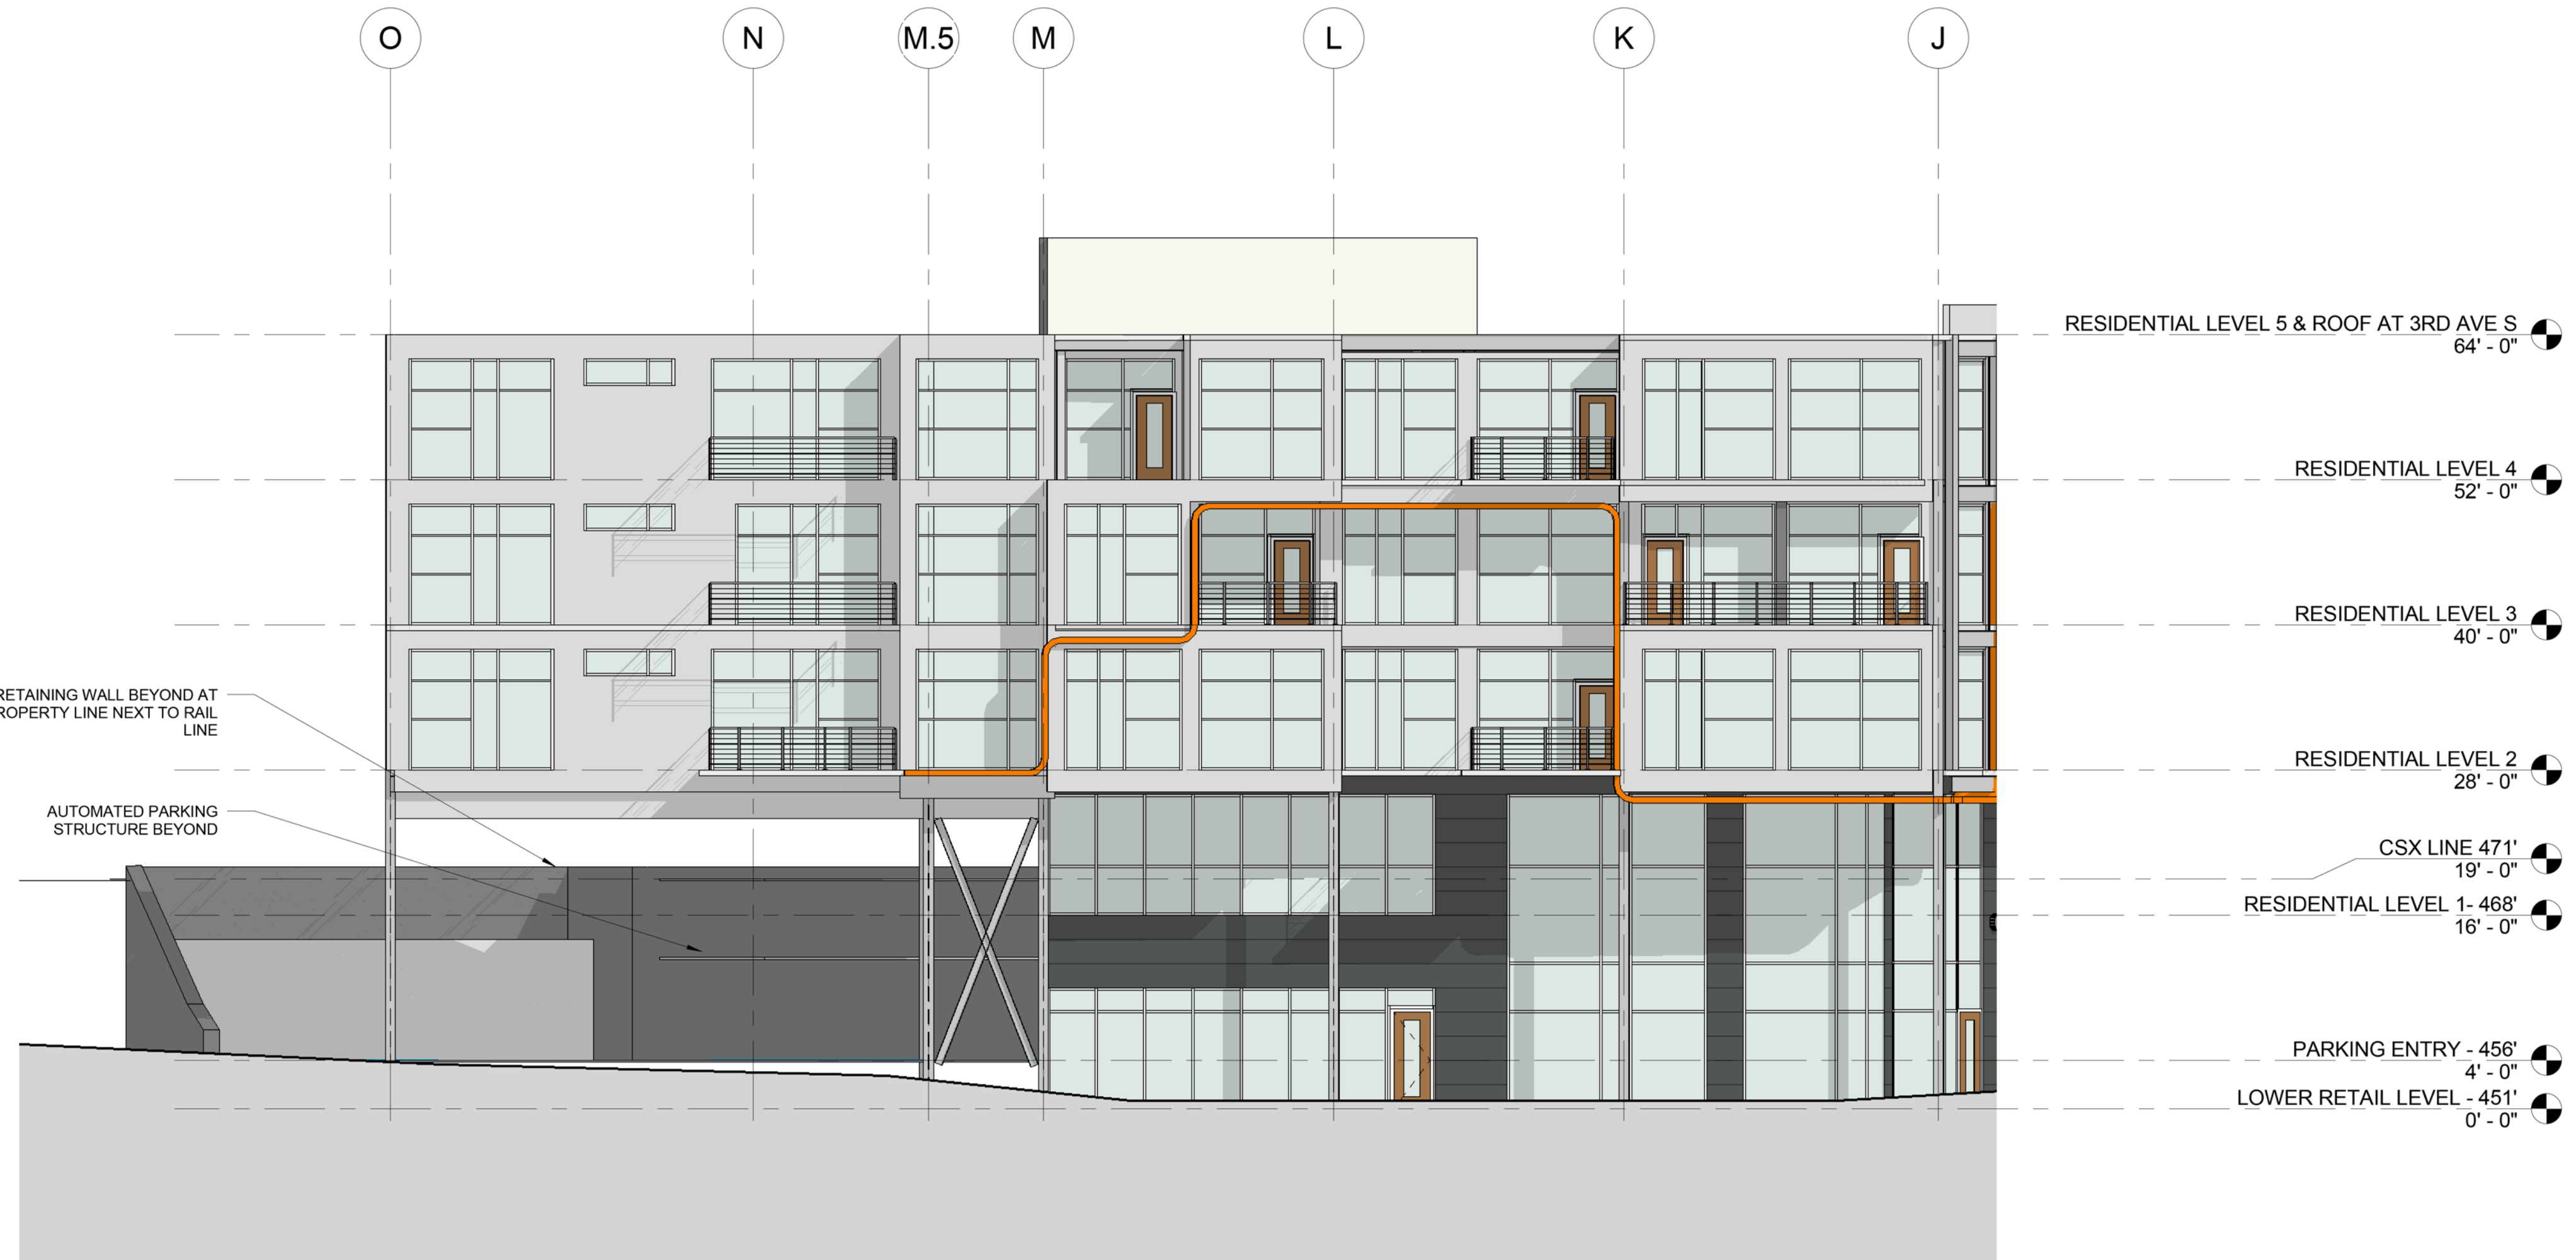 O
N
M.5
M
L
K
J
RESIDENTIAL LEVEL 5 & ROOF AT 3RD AVE S
64' - 0"
RESIDENTIAL LEVEL 4
52' - 0"
RESIDENTIAL LEVEL 3
40' - 0"
RETAINING WALL BEYOND AT
ROPERTY LINE NEXT TO RAIL
LINE
RESIDENTIAL LEVEL 2
28' - 0"
AUTOMATED PARKING
STRUCTURE BEYOND
CSX LINE 471'
19' - 0"
RESIDENTIAL LEVEL 1- 468'
16' - 0"
PARKING ENTRY - 456'
4' - 0"
LOWER RETAIL LEVEL - 451'
0' - 0"